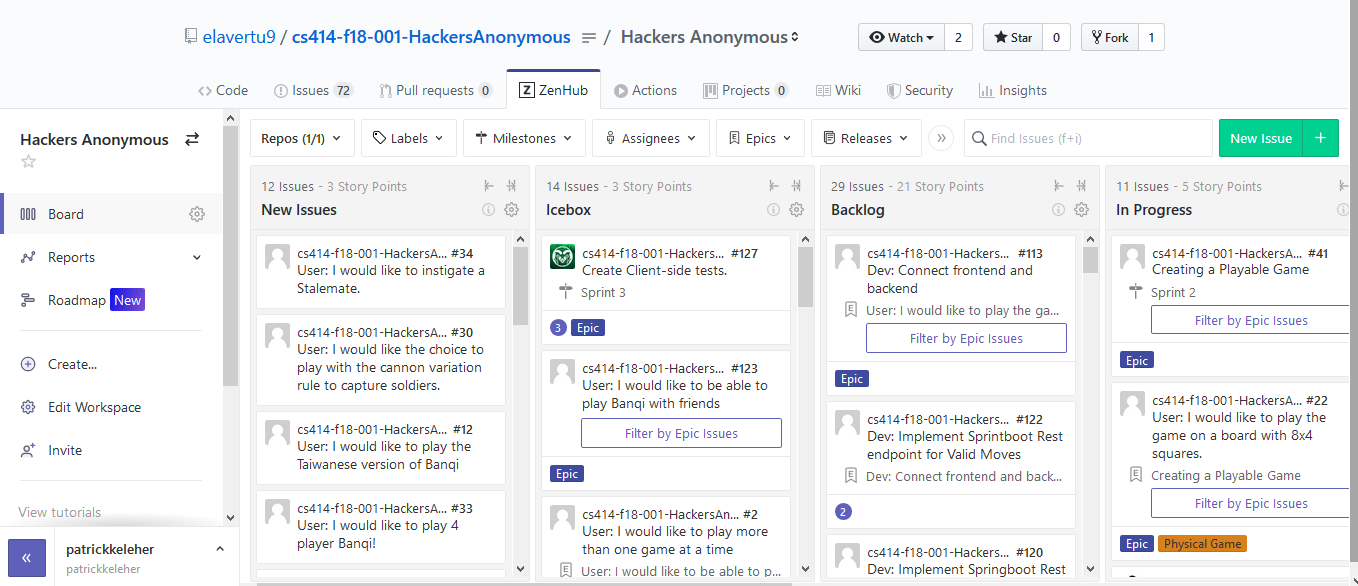 elavertu9 / cs414-f18-001-HackersAnonymous / Hackers Anonymous
Watch 2 Star 0 Fork 1
Code Issues 72 Pull requests 0 Z ZenHub Actions Projects 0 Wiki Security Insights
Hackers Anonymous
Board
Reports
Roadmap New
Create...
Edit Workspace
Invite
View tutorials
«
patrickkeleher
patrickkeleher
Repos (1/1) Labels Milestones Assignees Epics Releases » Find Issues (f+i) New Issue +
12 Issues - 3 Story Points
New Issues
cs414-f18-001-HackersA... #34
User: I would like to instigate a
Stalemate.
cs414-f18-001-HackersA... #30
User: I would like the choice to
play with the cannon variation
rule to capture soldiers.
cs414-f18-001-HackersA... #12
User: I would like to play the
Taiwanese version of Banqi
cs414-f18-001-HackersA... #33
User: I would like to play 4
player Banqi!
14 Issues - 3 Story Points
Icebox
cs414-f18-001-Hackers... #127
Create Client-side tests.
Sprint 3
3 Epic
cs414-f18-001-Hackers... #123
User: I would like to be able to
play Banqi with friends
Filter by Epic Issues
Epic
cs414-f18-001-HackersAn... #2
User: I would like to play more
than one game at a time
User: I would like to be able to p...
29 Issues - 21 Story Points
Backlog
cs414-f18-001-Hackers... #113
Dev: Connect frontend and
backend
User: I would like to play the ga...
Filter by Epic Issues
Epic
cs414-f18-001-Hackers... #122
Dev: Implement Sprintboot Rest
endpoint for Valid Moves
Dev: Connect frontend and back...
2
cs414-f18-001-Hackers... #120
Dev: Implement Springboot Rest
11 Issues - 5 Story Points
In Progress
cs414-f18-001-HackersA... #41
Creating a Playable Game
Sprint 2
Filter by Epic Issues
Epic
cs414-f18-001-HackersA... #22
User: I would like to play the
game on a board with 8x4
squares.
Creating a Playable Game
Filter by Epic Issues
Epic Physical Game